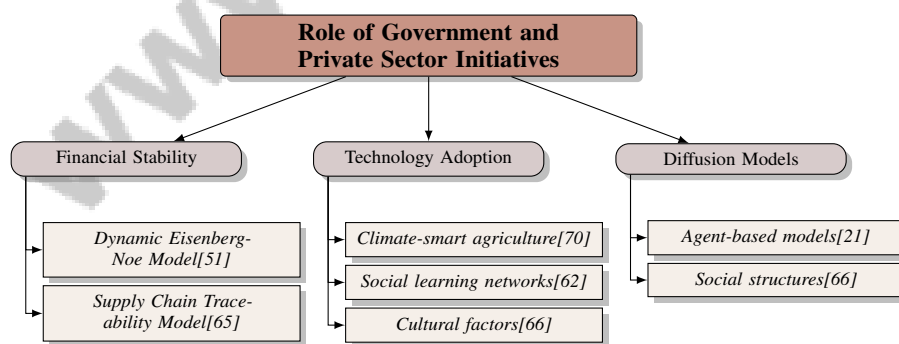 Role of Government and
Private Sector Initiatives
Financial Stability
Technology Adoption
Diffusion Models
Dynamic Eisenberg-
Noe Model[51]
Supply Chain Trace-
ability Model[65]
Climate-smart agriculture[70]
Social learning networks[62]
Cultural factors[66]
Agent-based models[21]
Social structures[66]